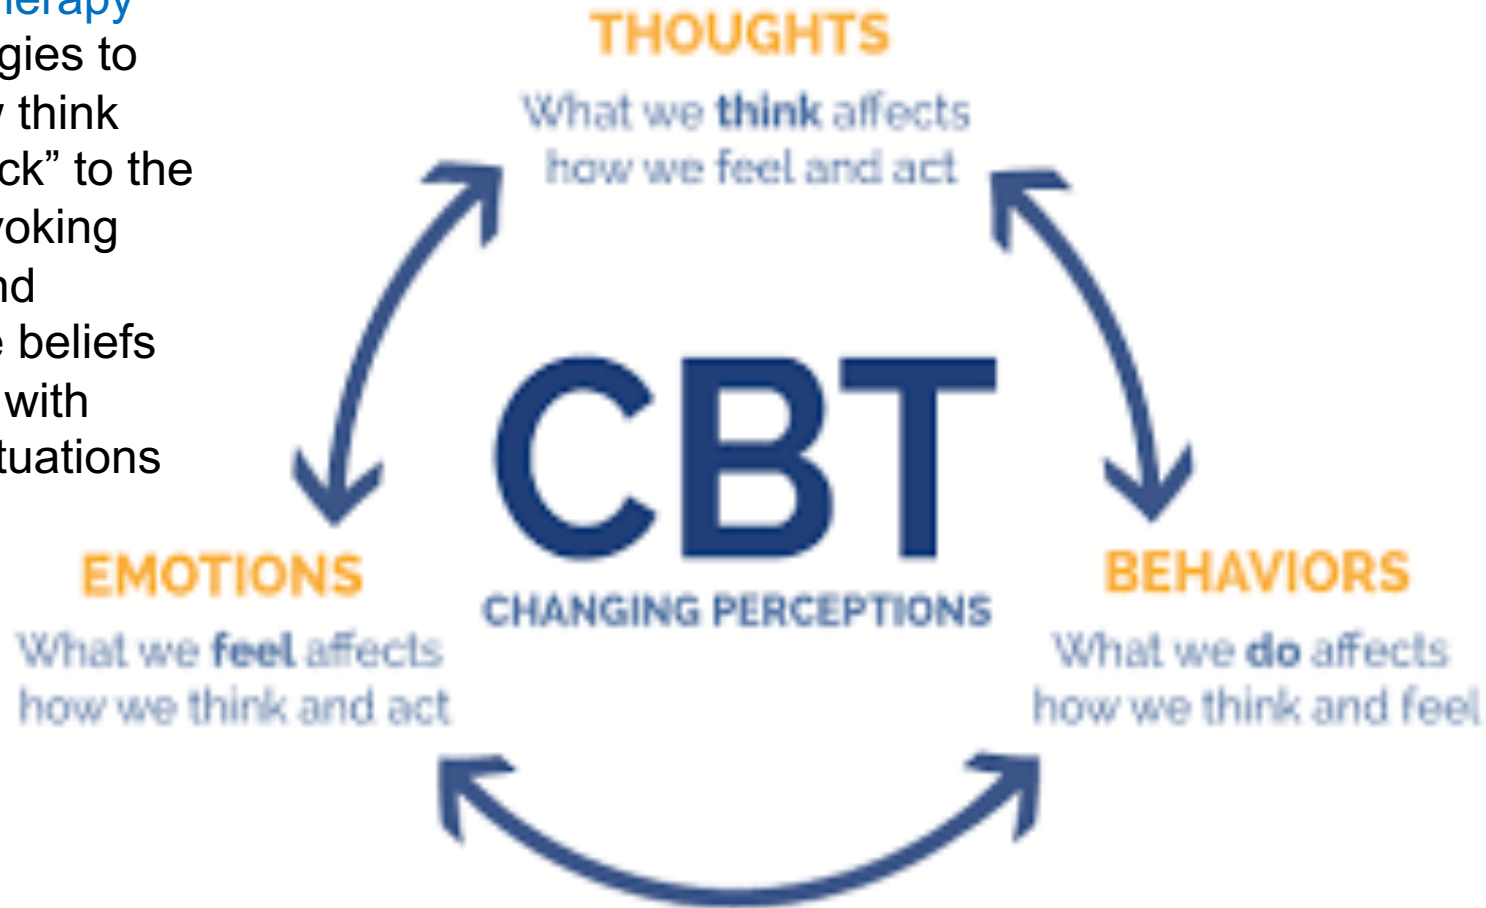 herapy
gies to
think
ck” to the
voking
nd
e beliefs
with
tuations
THOUGHTS
What we think affects
how we feel and act
CBT
CHANGING PERCEPTIONS
EMOTIONS
What we feel affects
how we think and act
BEHAVIORS
What we do affects
how we think and feel